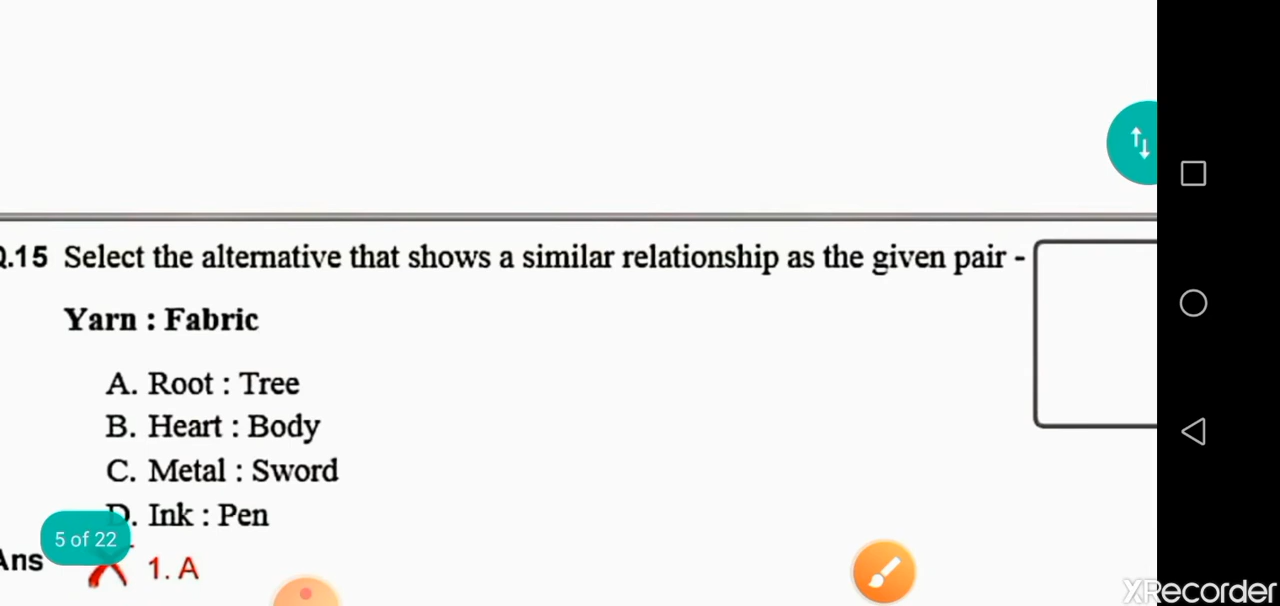 Q.15 Select the alternative that shows a similar relationship as the given pair -
Yarn : Fabric
A. Root : Tree
B. Heart : Body
C. Metal : Sword
D. Ink : Pen
5 of 22
Ans 1. A
XRecorder